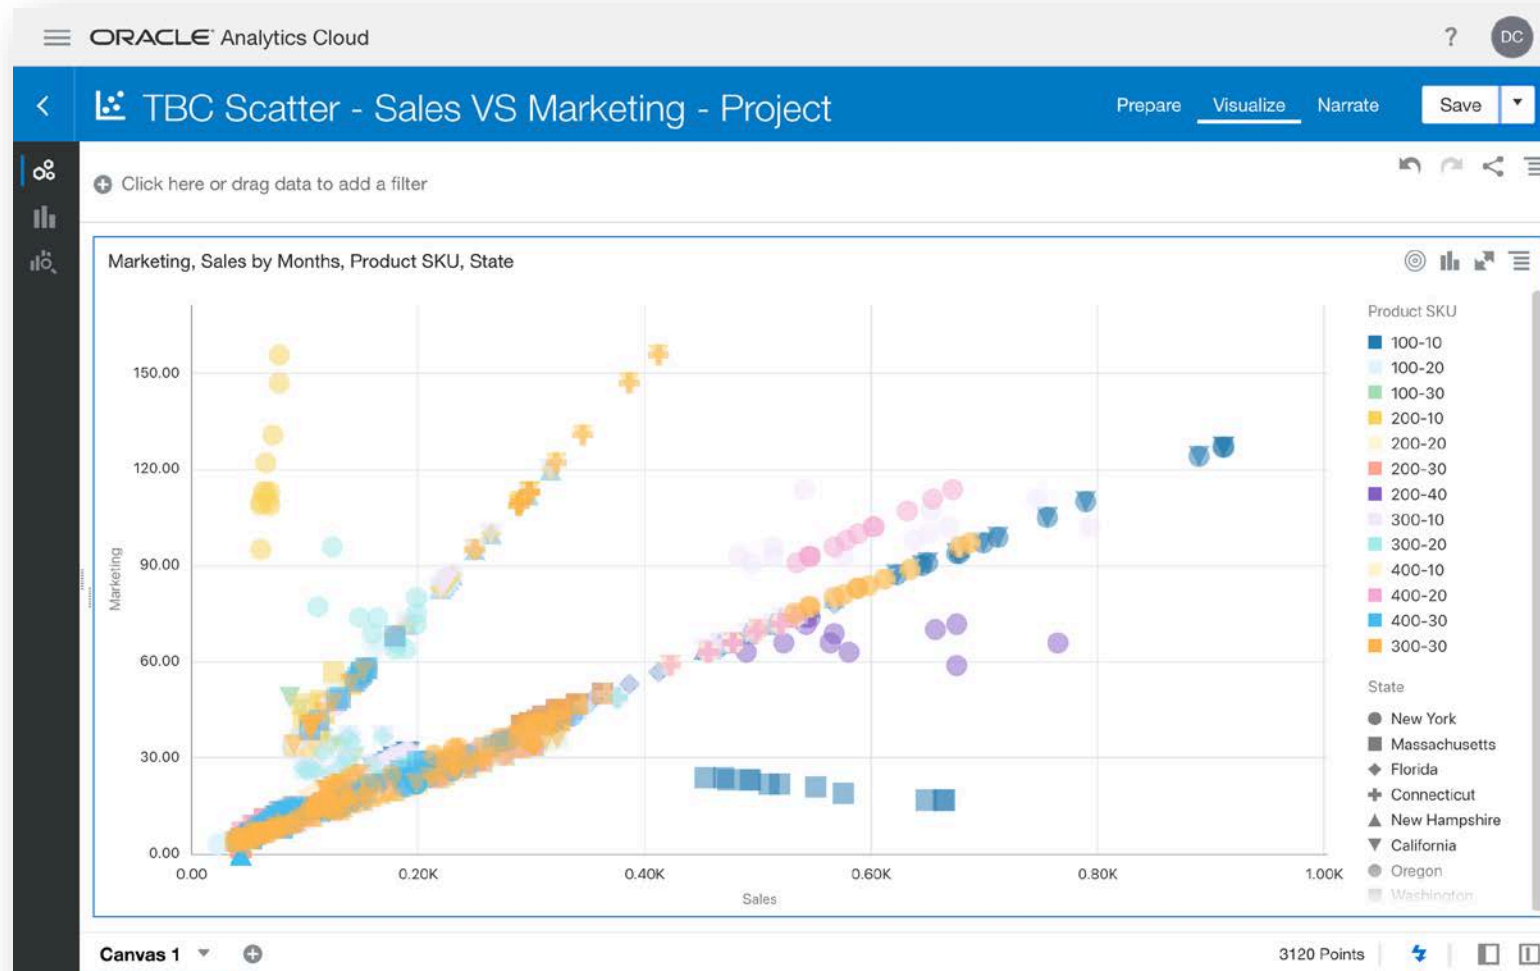 ORACLE Analytics Cloud
?
DC
TBC Scatter - Sales VS Marketing - Project
Prepare
Visualize
Narrate
Save
Click here or drag data to add a filter
Marketing, Sales by Months, Product SKU, State
150.00
120.00
90.00
60.00
30.00
0.00
Marketing
0.00
0.20K
0.40K
0.60K
0.80K
1.00K
Sales
Product SKU
100-10
100-20
100-30
200-10
200-20
200-30
200-40
300-10
300-20
400-10
400-20
400-30
300-30
State
New York
Massachusetts
Florida
Connecticut
New Hampshire
California
Oregon
Washington
Canvas 1
3120 Points